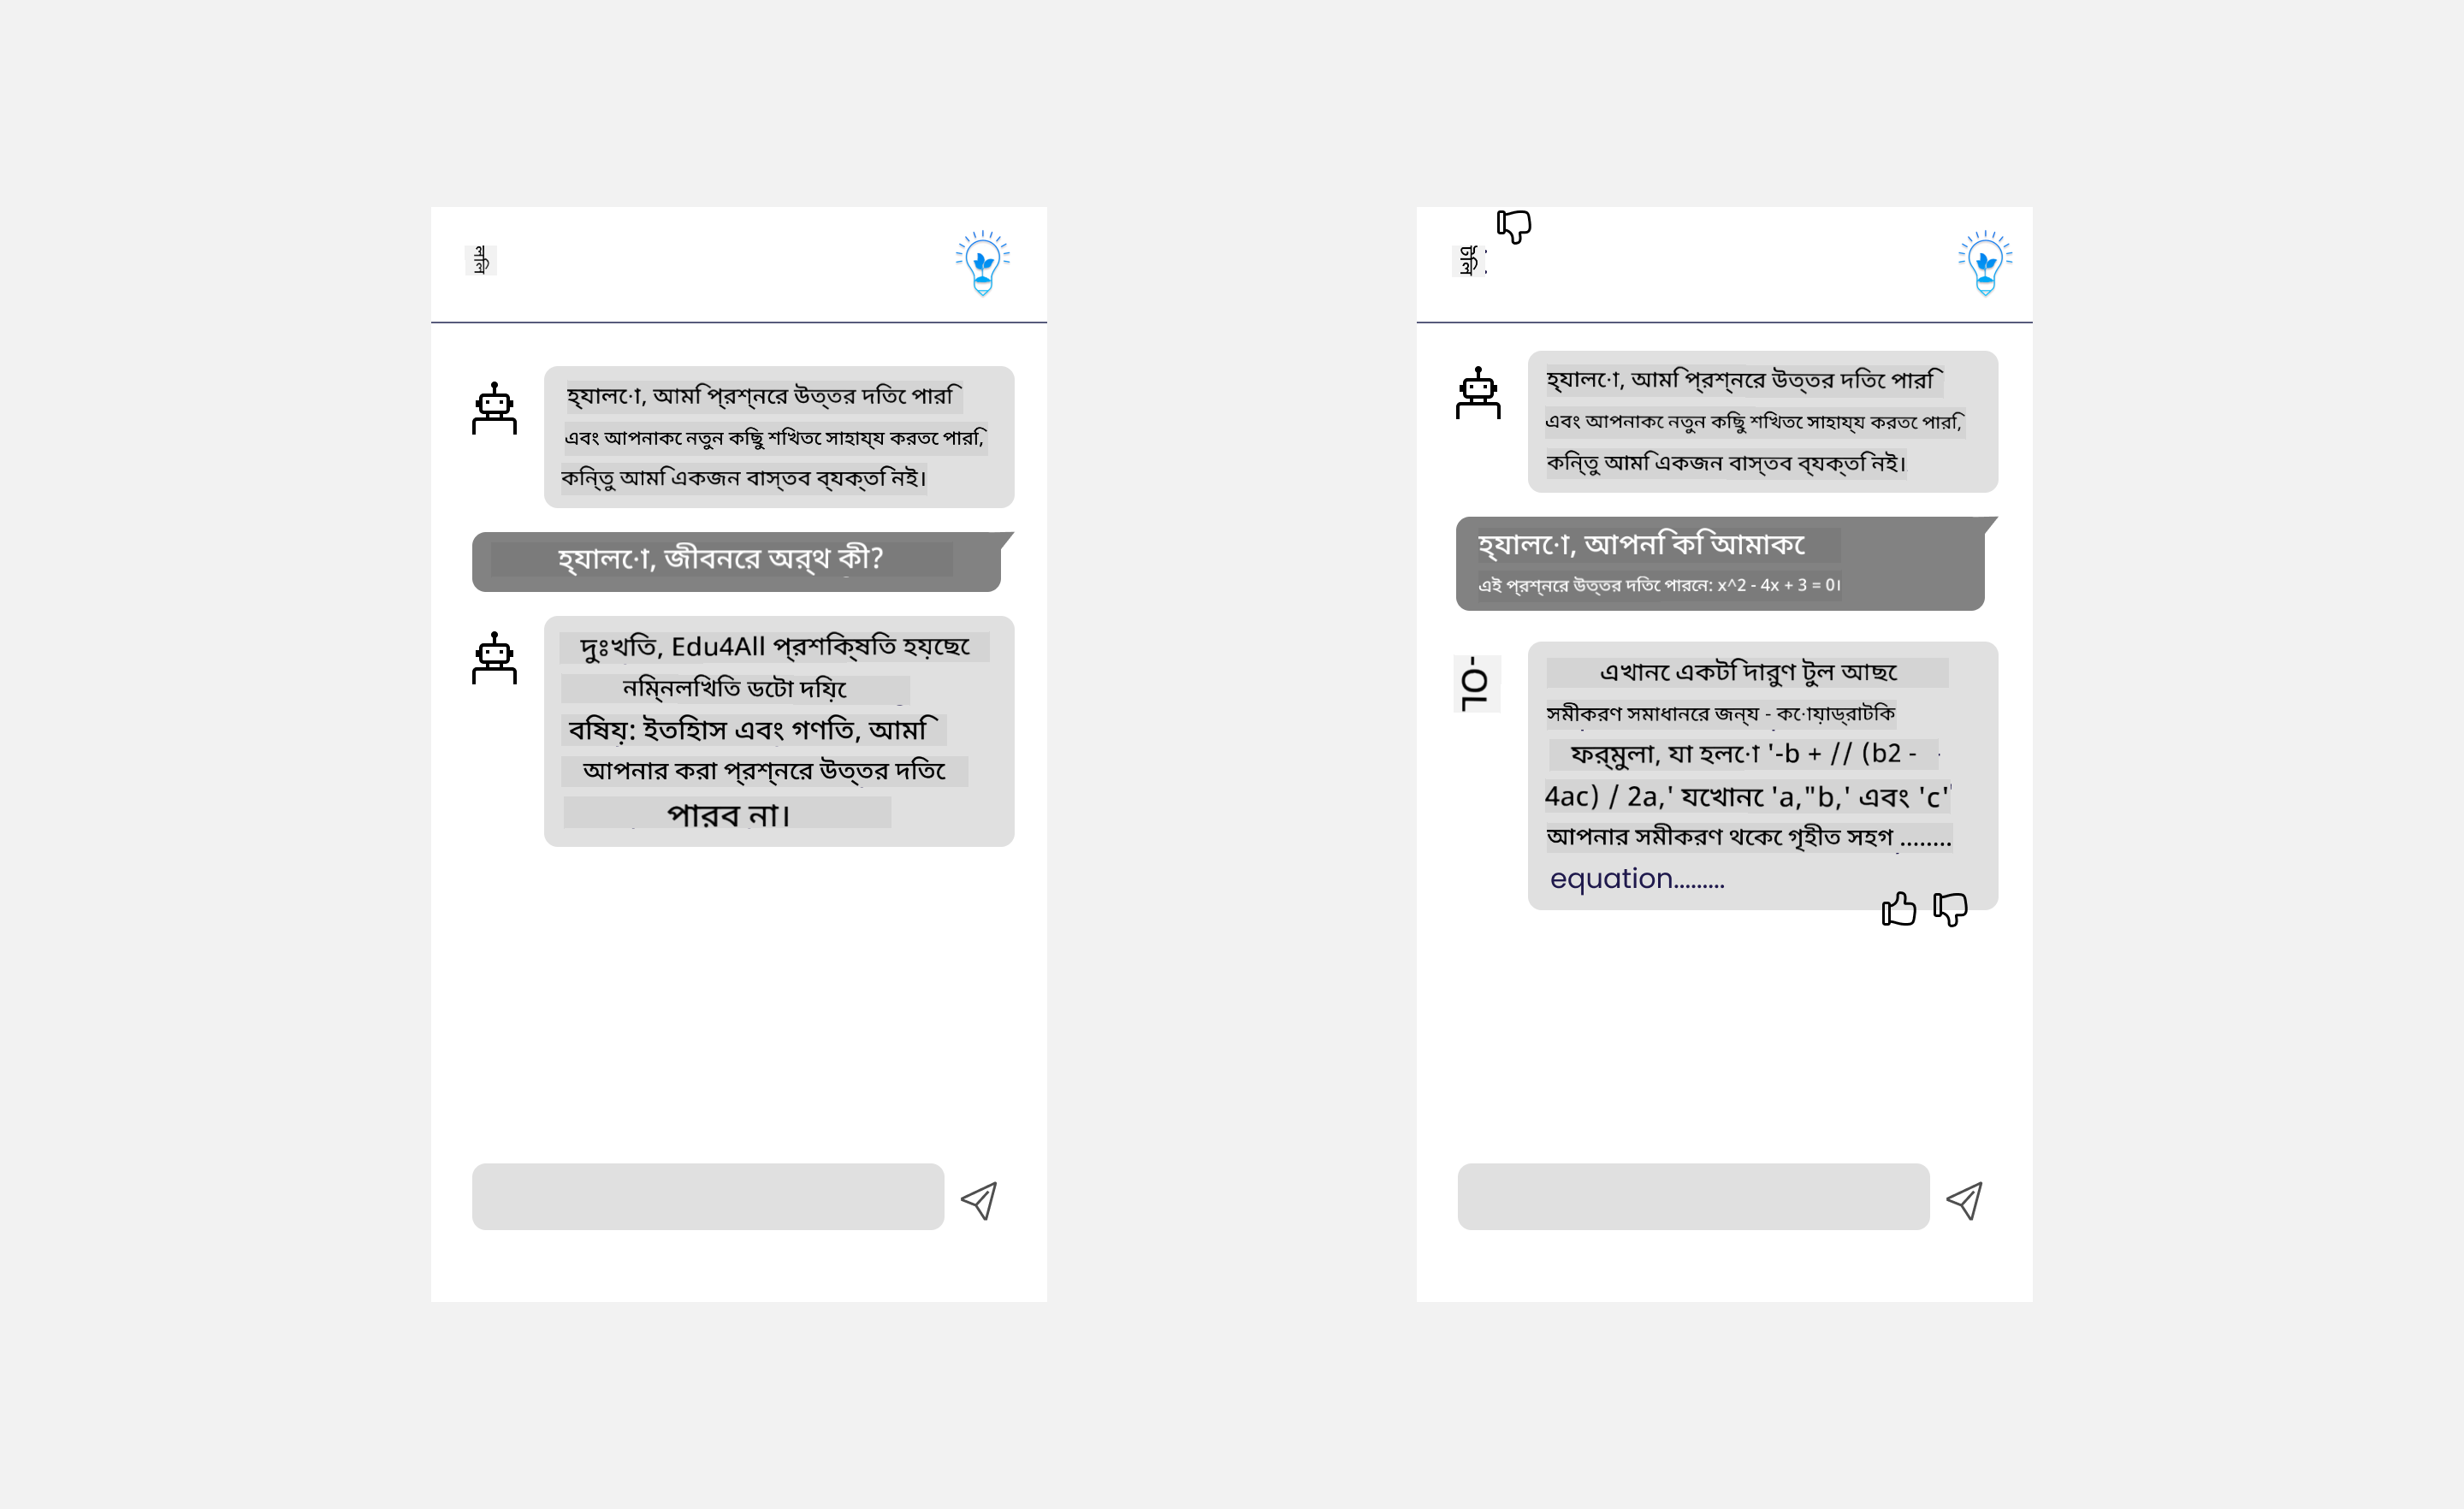 হ্যালো, আমি প্রশ্নের উত্তর দিতে পারি
এবং আপনাকে নতুন কিছু শিখতে সাহায্য করতে পারি,
কিন্তু আমি একজন বাস্তব ব্যক্তি নই।
হ্যালো, জীবনের অর্থ কী?
দুঃখিত, Edu4All প্রশিক্ষিত হয়েছে
নিম্নলিখিত ডেটা দিয়ে
বিষয়: ইতিহাস এবং গণিত, আমি
আপনার করা প্রশ্নের উত্তর দিতে
পারব না।
হ্যালো, আমি প্রশ্নের উত্তর দিতে পারি
এবং আপনাকে নতুন কিছু শিখতে সাহায্য করতে পারি,
কিন্তু আমি একজন বাস্তব ব্যক্তি নই।
হ্যালো, আপনি কি আমাকে
এই প্রশ্নের উত্তর দিতে পারেন: x^2 - 4x + 3 = 0।
এখানে একটি দারুণ টুল আছে
সমীকরণ সমাধানের জন্য - কোয়াড্রাটিক
ফর্মুলা, যা হলো '-b + // (b2 -
4ac) / 2a,' যেখানে 'a,"b,' এবং 'c'
আপনার সমীকরণ থেকে গৃহীত সহগ ........
equation.........